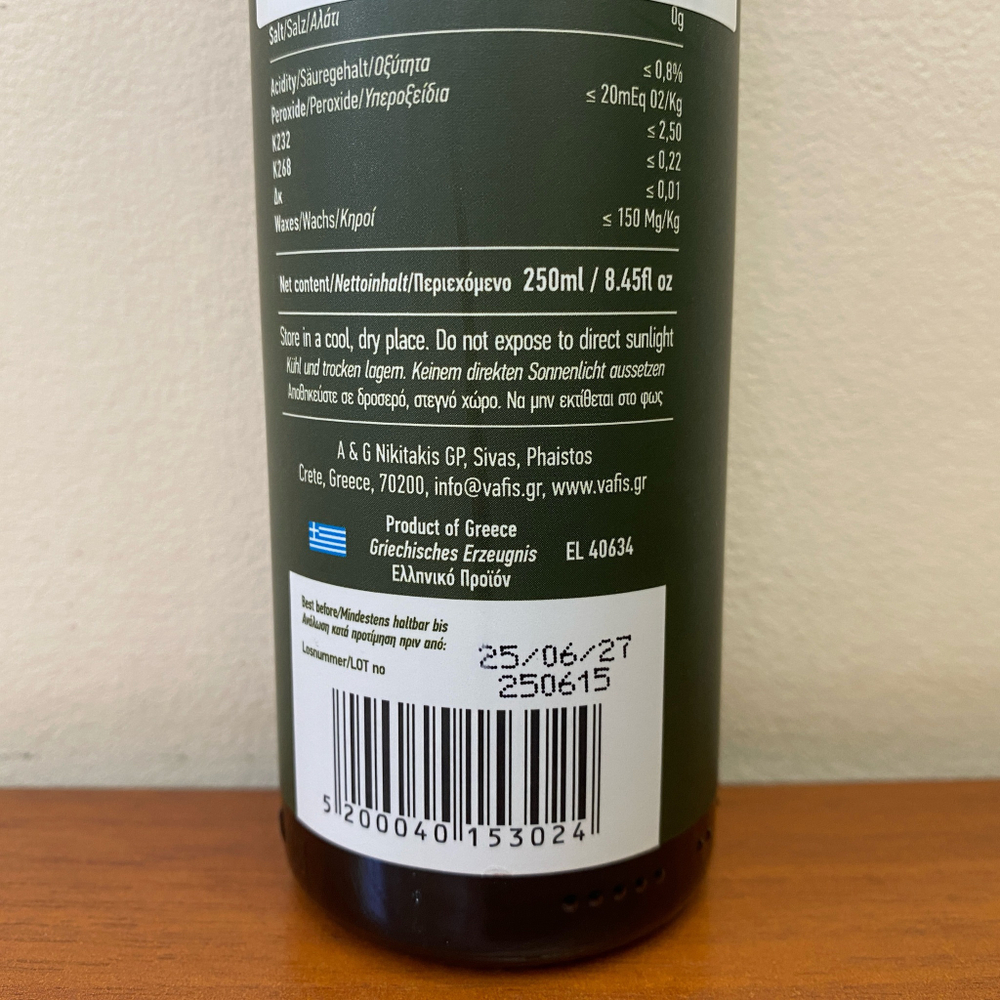 Salt/Salz/Αλάτι 0g
Acidity/Säuregehalt/Οξύτητα ≤ 0,8%
Peroxide/Peroxide/Υπεροξείδια ≤ 20mEq O2/Kg
K232 ≤ 2,50
K268 ≤ 0,22
Δκ ≤ 0,01
Waxes/Wachs/Κηροί ≤ 150 Mg/Kg
Net content/Nettoinhalt/Περιεχόμενο 250ml / 8.45fl oz
Store in a cool, dry place. Do not expose to direct sunlight
Kühl und trocken lagern. Keinem direkten Sonnenlicht aussetzen
Αποθηκεύστε σε δροσερό, στεγνό χώρο. Να μην εκτίθεται στο φως
A & G Nikitakis GP, Sivas, Phaistos
Crete, Greece, 70200, info@vafis.gr, www.vafis.gr
Product of Greece
Griechisches Erzeugnis EL 40634
Ελληνικό Προϊόν
Best before/Mindestens haltbar bis
Ανάλωση κατά προτίμηση πριν από: 25/06/27
Losnummer/LOT no 250615
5 200040 153024